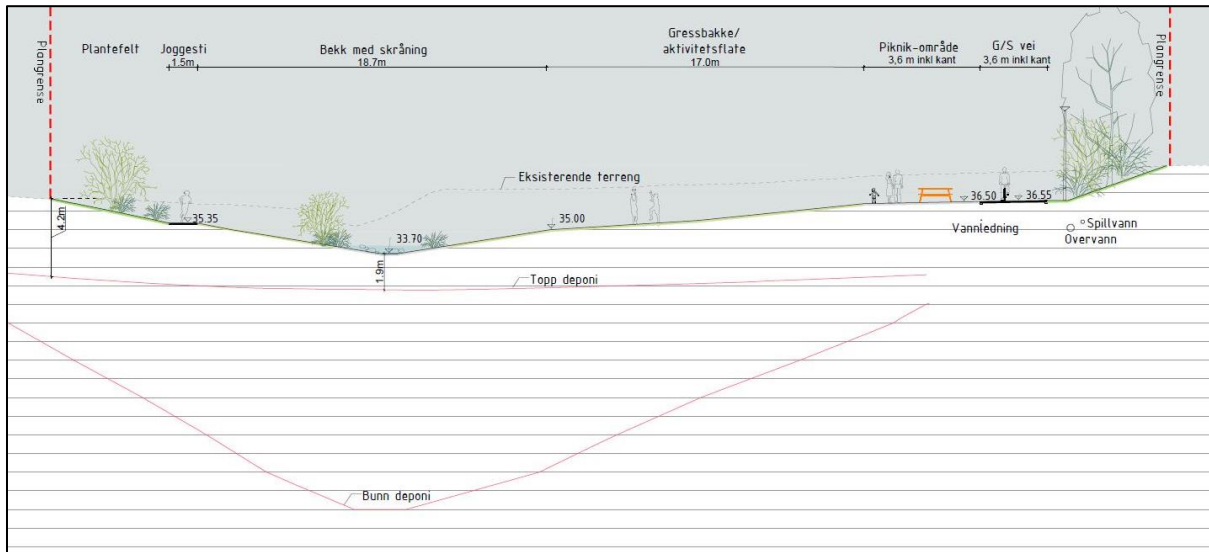 Plangrense
Plantefelt
Joggesti
1.5m
Bekk med skråning
18.7m
Gressbakke/
aktivitetsflate
17.0m
Piknik-område
3,6 m inkl kant
G/S vei
3,6 m inkl kant
Plangrense
Eksisterende terreng
4.2m
35.35
33.70
35.00
36.50
36.55
Vannledning
Spillvann
Overvann
1.9m
Topp deponi
Bunn deponi